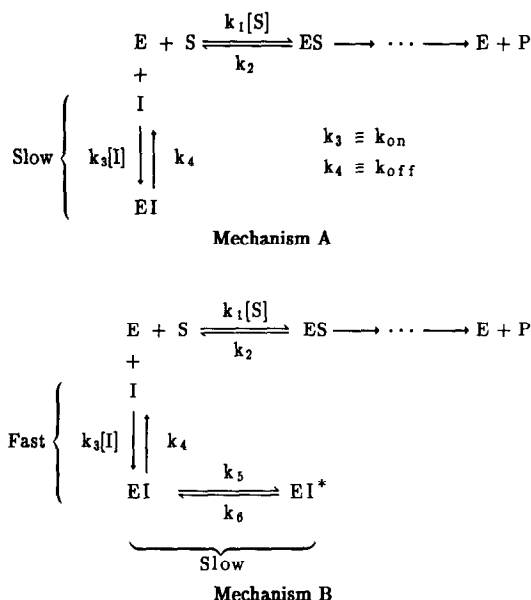 k₁[S]
E + S ES ⋯ E + P
k₂
+
I
Slow k₃[I] k₄ k₃ ≡ kₒₙ
k₄ ≡ k_off
EI
Mechanism A
k₁[S]
E + S ES ⋯ E + P
k₂
+
I
Fast k₃[I] k₄
k₅
EI EI*
k₆
Slow
Mechanism B